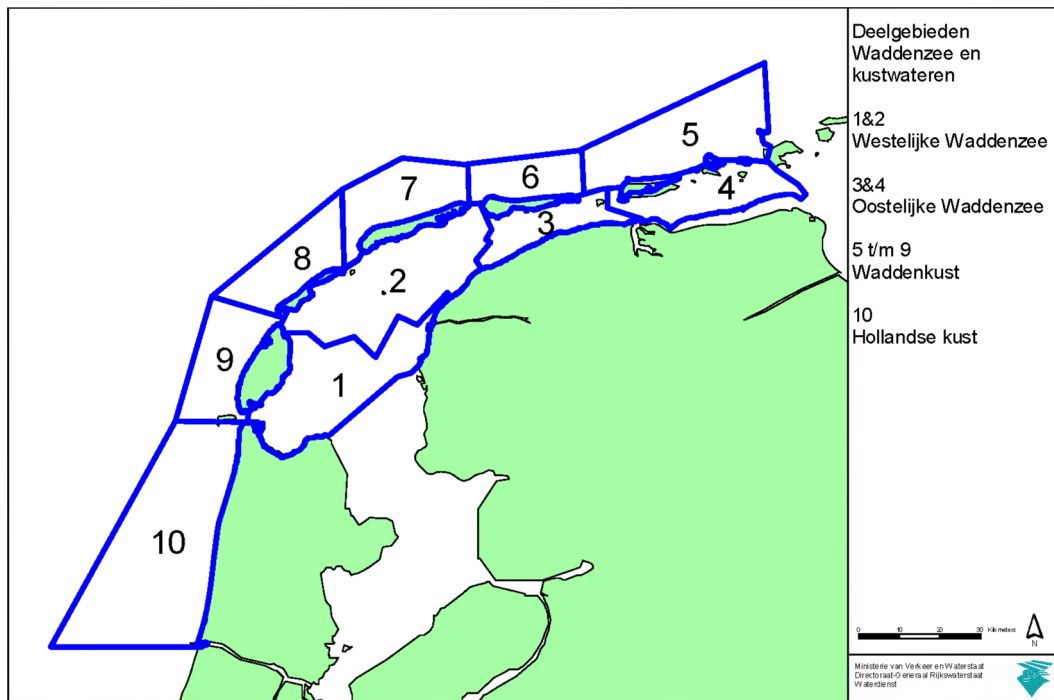 Deelgebieden
Waddenzee en
kustwateren
1&2
Westelijke Waddenzee
3&4
Oostelijke Waddenzee
5 t/m 9
Waddenkust
10
Hollandse kust
5
6
7
4
3
8
.2
9
1
10
0 10 20 30 Kilometers
N
Ministerie van Verkeer en Waterstaat
Directoraat-Generaal Rijkswaterstaat
Waterdienst